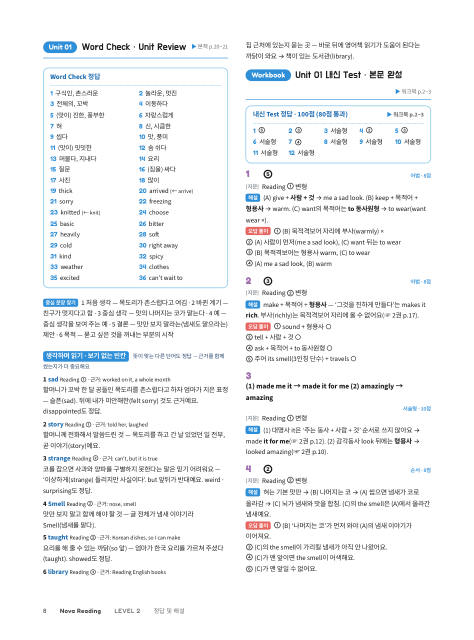 Unit 01 Word Check · Unit Review ▶ 본책 p.20~21
Word Check 정답
1 구식인, 촌스러운
2 놀라운, 멋진
3 전체의, 꼬박
4 이동하다
5 (맛이) 진한, 풍부한
6 자랑스럽게
7 혀
8 신, 시큼한
9 썼다
10 맛, 풍미
11 (맛이) 밋밋한
12 숨 쉬다
13 머물다, 지내다
14 요리
15 질문
16 (짐을) 싸다
17 사진
18 많이
19 thick
20 arrived (← arrive)
21 sorry
22 freezing
23 knitted (← knit)
24 choose
25 basic
26 bitter
27 heavily
28 soft
29 cold
30 right away
31 kind
32 spicy
33 weather
34 clothes
35 excited
36 can't wait to
중심 문장 찾기 1 처음 생각 — 목도리가 촌스럽다고 여김 · 2 바뀐 계기 —
친구가 멋지다고 함 · 3 중심 생각 — 맛의 나머지는 코가 맡는다 · 4 예 —
중심 생각을 보여 주는 예 · 5 결론 — 맛만 보지 말라는(냄새도 맡으라는)
제안 · 6 목적 — 묻고 싶은 것을 꺼내는 부분의 시작
생각하며 읽기 · 보기 없는 빈칸 뜻이 맞는 다른 단어도 정답 — 근거를 함께
썼는지가 더 중요해요
1 sad Reading ① · 근거: worked on it, a whole month
할머니가 꼬박 한 달 공들인 목도리를 촌스럽다고 하자 엄마가 지은 표정
— 슬픈(sad). 뒤에 내가 미안해한(felt sorry) 것도 근거예요.
disappointed도 정답.
2 story Reading ① · 근거: told her, laughed
할머니께 전화해서 말씀드린 것 — 목도리를 하고 간 날 있었던 일 전부,
곧 이야기(story)예요.
3 strange Reading ② · 근거: can't, but it is true
코를 잡으면 사과와 양파를 구별하지 못한다는 말은 믿기 어려워요 —
'이상하게(strange) 들리지만 사실이다'. but 앞뒤가 반대예요. weird ·
surprising도 정답.
4 Smell Reading ② · 근거: nose, smell
맛만 보지 말고 함께 해야 할 것 — 글 전체가 냄새 이야기라
Smell(냄새를 맡다).
5 taught Reading ③ · 근거: Korean dishes, so I can make
요리를 해 줄 수 있는 까닭(so 앞) — 엄마가 한국 요리를 가르쳐 주셨다
(taught). showed도 정답.
6 library Reading ③ · 근거: Reading English books
집 근처에 있는지 묻는 곳 — 바로 뒤에 영어책 읽기가 도움이 된다는
까닭이 와요 → 책이 있는 도서관(library).
Workbook Unit 01 내신 Test · 본문 완성
▶ 워크북 p.2~3
내신 Test 정답 · 100점 (80점 통과) ▶ 워크북 p.2~3
3 서술형
6 서술형
8 서술형 9 서술형 10 서술형
11 서술형 12 서술형
1 ⑤
어법 · 8점
[지문] Reading ① 변형
해설 (A) give + 사람 + 것 → me a sad look. (B) keep + 목적어 +
형용사 → warm. (C) want의 목적어는 to 동사원형 → to wear(want
wear ×).
오답 풀이 ① (B) 목적격보어 자리에 부사(warmly) ×
② (A) 사람이 먼저(me a sad look), (C) want 뒤는 to wear
③ (B) 목적격보어는 형용사 warm, (C) to wear
④ (A) me a sad look, (B) warm
2 ③
어법 · 8점
[지문] Reading ② 변형
해설 make + 목적어 + 형용사 — '그것을 진하게 만들다'는 makes it
rich. 부사(richly)는 목적격보어 자리에 올 수 없어요(☞ 2권 p.17).
오답 풀이 ① sound + 형용사 ○
② tell + 사람 + 것 ○
④ ask + 목적어 + to 동사원형 ○
⑤ 주어 its smell(3인칭 단수) + travels ○
3
(1) made me it → made it for me (2) amazingly →
amazing
서술형 · 10점
[지문] Reading ① 변형
해설 (1) 대명사 it은 '주는 동사 + 사람 + 것' 순서로 쓰지 않아요 →
made it for me(☞ 2권 p.12). (2) 감각동사 look 뒤에는 형용사 →
looked amazing(☞ 2권 p.10).
4 ②
순서 · 8점
[지문] Reading ② 변형
해설 혀는 기본 맛만 → (B) 나머지는 코 → (A) 씹으면 냄새가 코로
올라감 → (C) 뇌가 냄새와 맛을 합침. (C)의 the smell은 (A)에서 올라간
냄새예요.
오답 풀이 ① (B) '나머지는 코'가 먼저 와야 (A)의 냄새 이야기가
이어져요.
③ (C)의 the smell이 가리킬 냄새가 아직 안 나왔어요.
④ (C)가 맨 앞이면 the smell이 어색해요.
⑤ (C)가 맨 앞일 수 없어요.
8 Nova Reading LEVEL 2 정답 및 해설